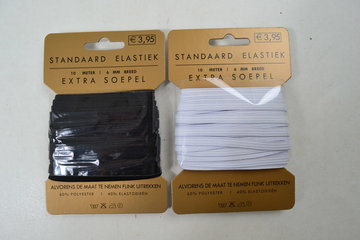 € 3,95
STANDAARD ELASTIEK
10 METER | 6 MM BREED
EXTRA SOEPEL
ALVORENS DE MAAT TE NEMEN FLINK UITREKKEN
60% POLYESTER | 40% ELASTODIEEN
€ 3,95
STANDAARD ELASTIEK
10 METER | 6 MM BREED
EXTRA SOEPEL
ALVORENS DE MAAT TE NEMEN FLINK UITREKKEN
60% POLYESTER | 40% ELASTODIEEN